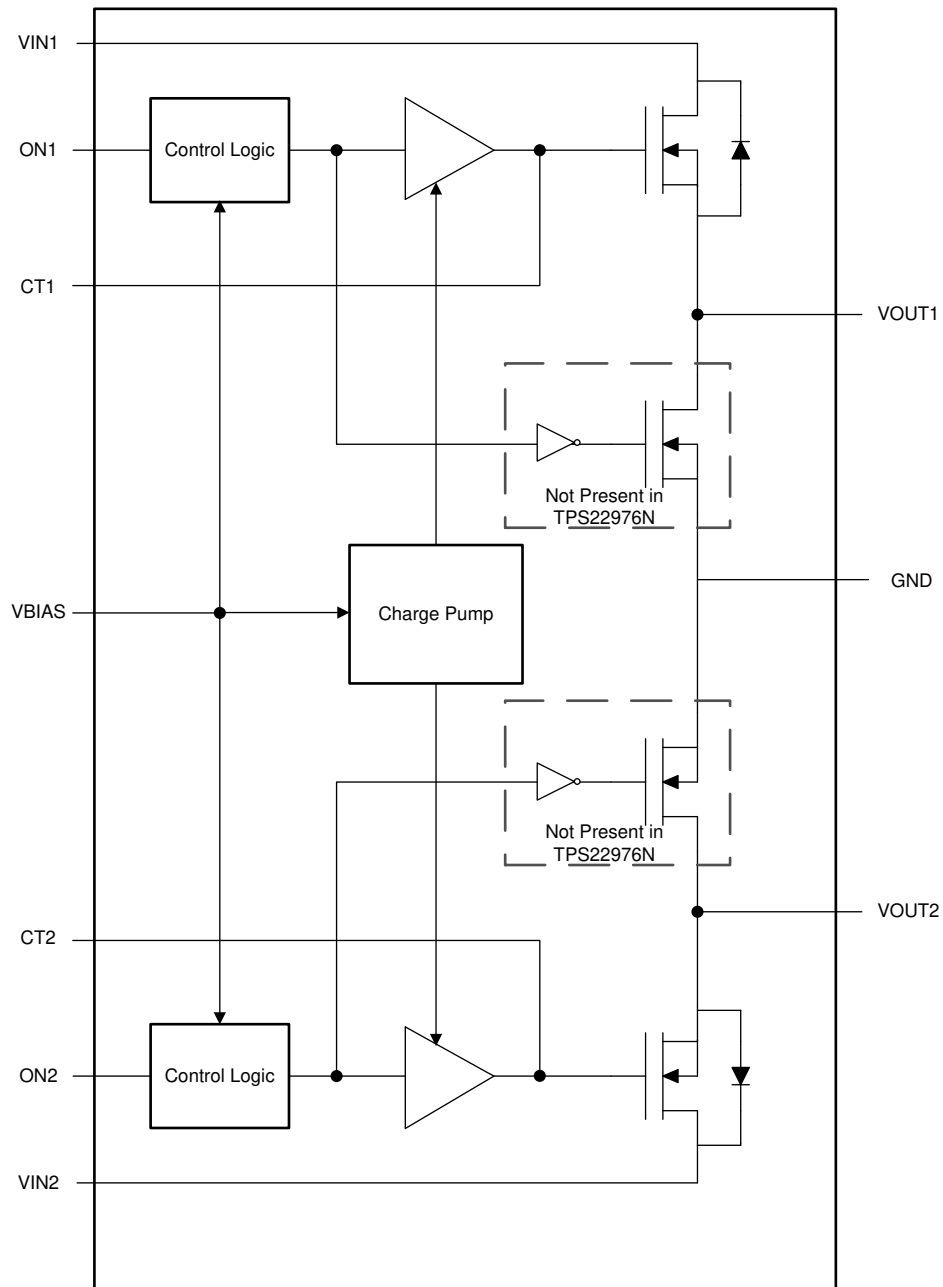 VIN1
ON1
Control Logic
CT1
VOUT1
Not Present in
TPS22976N
GND
VBIAS
Charge Pump
Not Present in
TPS22976N
VOUT2
CT2
ON2
Control Logic
VIN2